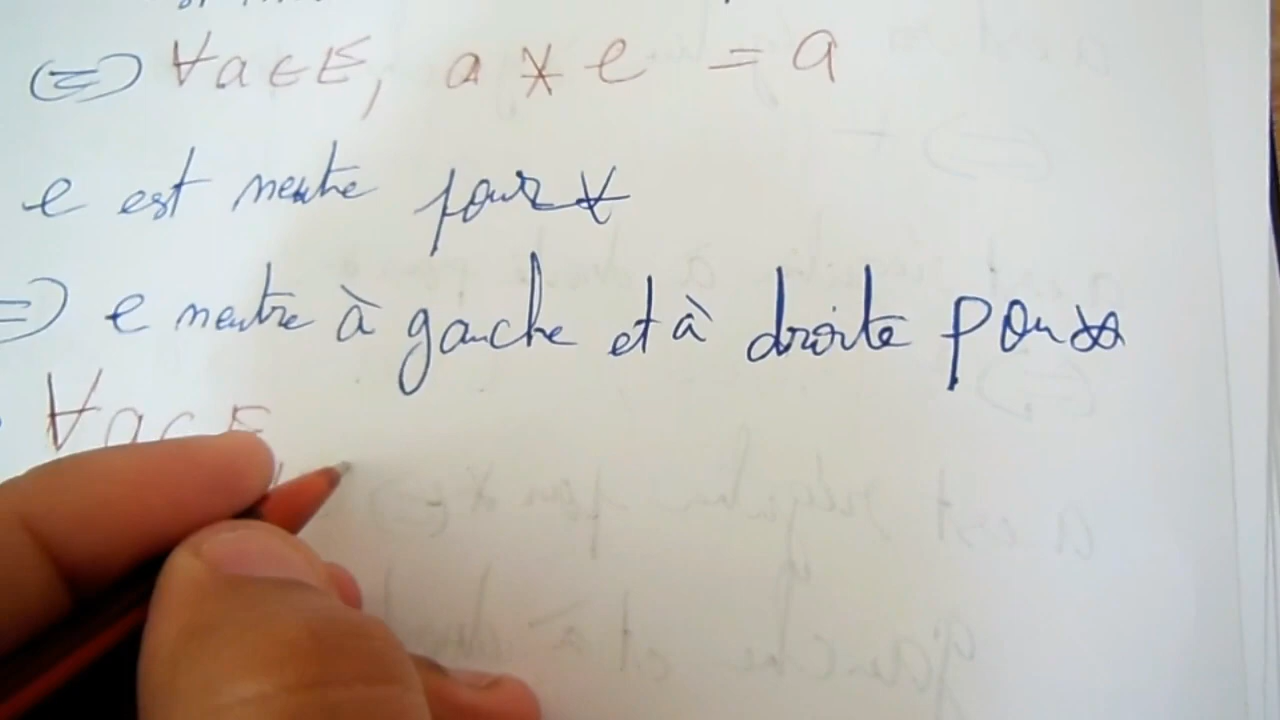 ⇔ ∀a∈E, a * e = a
e est neutre pour *
⇒ e neutre à gauche et à droite pour *
∀a∈E